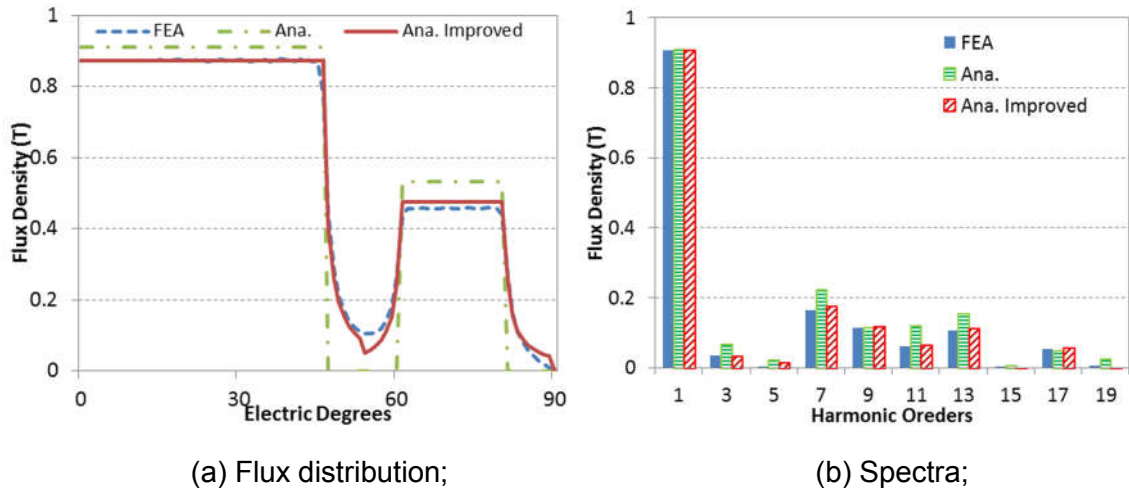 1
0.8
0.6
0.4
0.2
0
Flux Density (T)
FEA Ana. Ana. Improved
0 30 60 90
Electric Degrees
(a) Flux distribution;
1
0.8
0.6
0.4
0.2
0
Flux Density (T)
FEA
Ana.
Ana. Improved
1 3 5 7 9 11 13 15 17 19
Harmonic Oreders
(b) Spectra;